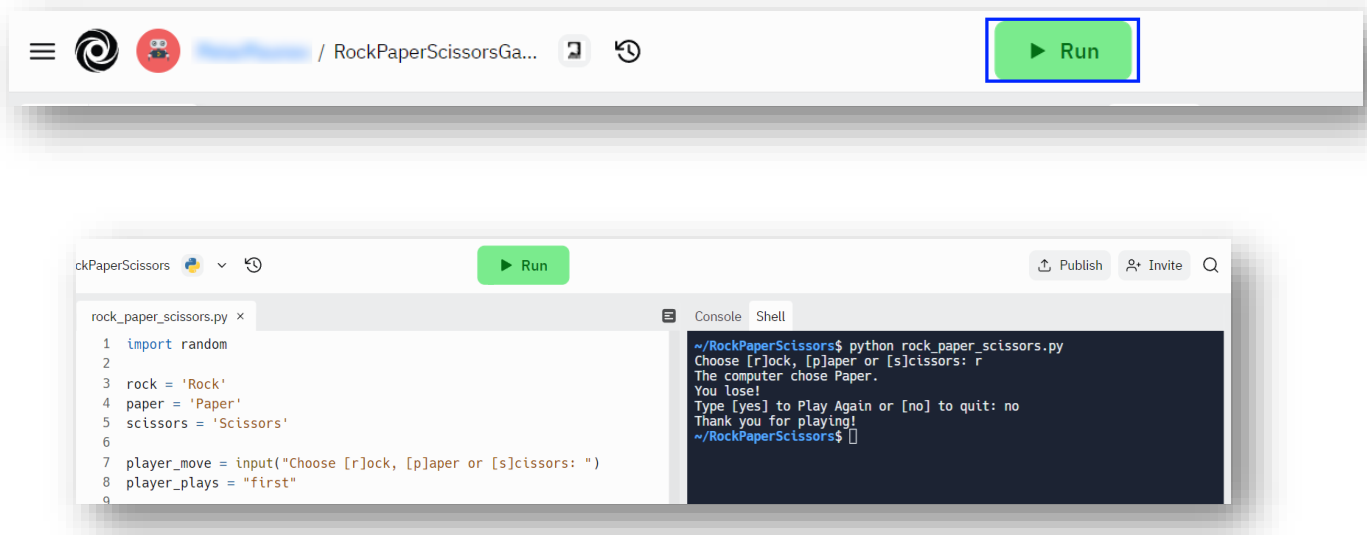 / RockPaperScissorsGa...
Run
ckPaperScissors
Run
Publish
Invite
rock_paper_scissors.py ×
1 import random
2
3 rock = 'Rock'
4 paper = 'Paper'
5 scissors = 'Scissors'
6
7 player_move = input("Choose [r]ock, [p]aper or [s]cissors: ")
8 player_plays = "first"
9
Console Shell
~/RockPaperScissors$ python rock_paper_scissors.py
Choose [r]ock, [p]aper or [s]cissors: r
The computer chose Paper.
You lose!
Type [yes] to Play Again or [no] to quit: no
Thank you for playing!
~/RockPaperScissors$